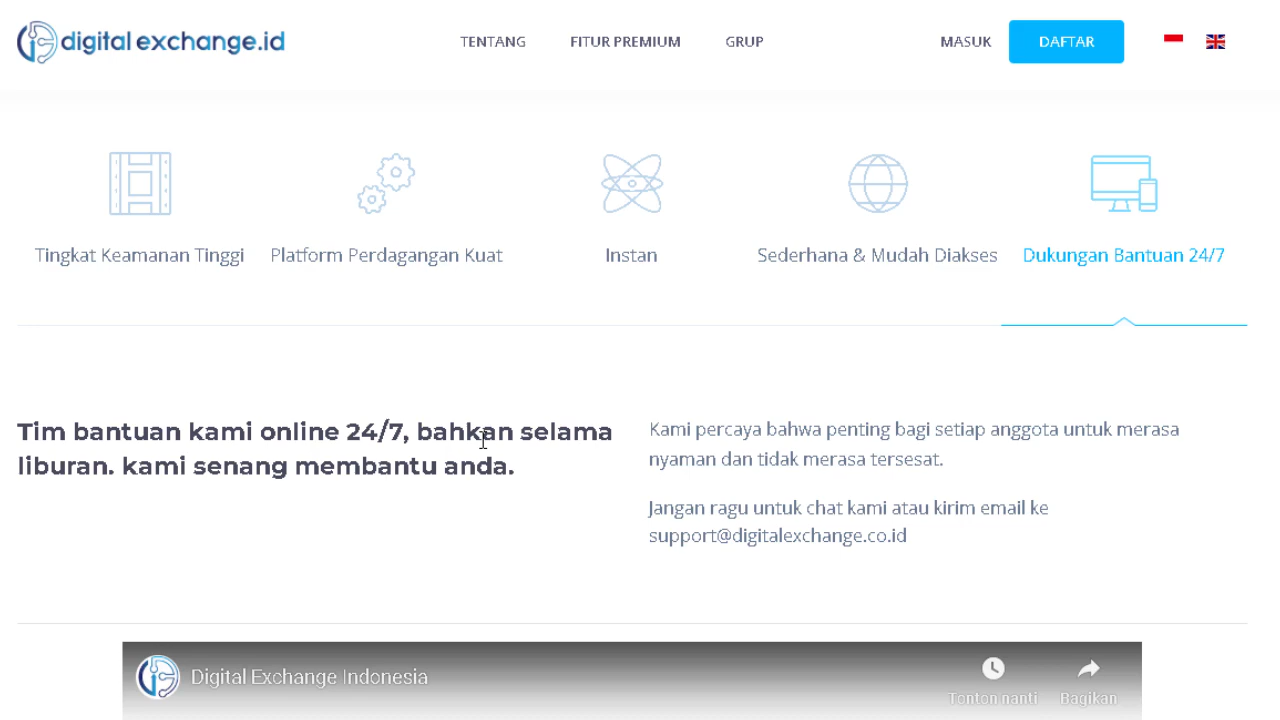 digital exchange.id
TENTANG
FITUR PREMIUM
GRUP
MASUK
DAFTAR
Tingkat Keamanan Tinggi
Platform Perdagangan Kuat
Instan
Sederhana & Mudah Diakses
Dukungan Bantuan 24/7
Tim bantuan kami online 24/7, bahkan selama
liburan. kami senang membantu anda.
Kami percaya bahwa penting bagi setiap anggota untuk merasa
nyaman dan tidak merasa tersesat.
Jangan ragu untuk chat kami atau kirim email ke
support@digitalexchange.co.id
Digital Exchange Indonesia
Tonton nanti
Bagikan